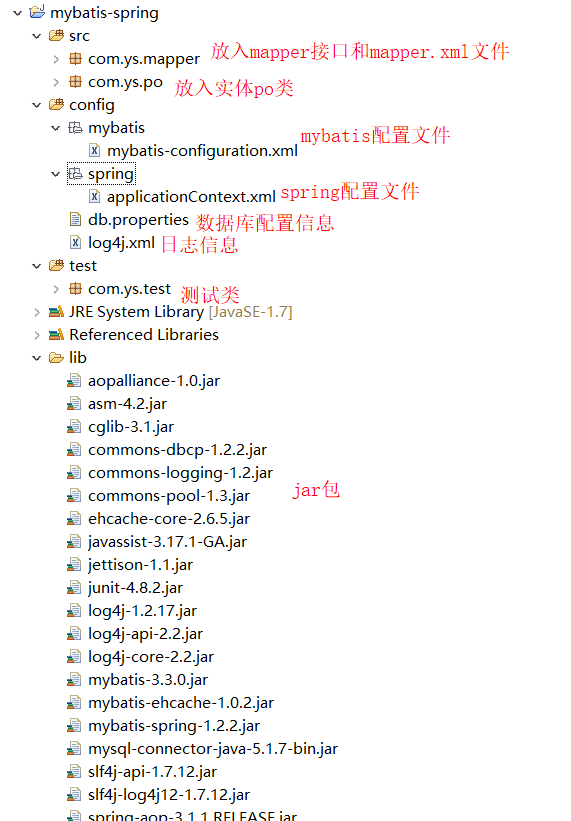 mybatis-spring
src
com.ys.mapper 放入mapper接口和mapper.xml文件
com.ys.po 放入实体po类
config
mybatis
mybatis-configuration.xml mybatis配置文件
spring
applicationContext.xml spring配置文件
db.properties 数据库配置信息
log4j.xml 日志信息
test
com.ys.test 测试类
JRE System Library [JavaSE-1.7]
Referenced Libraries
lib
aopalliance-1.0.jar
asm-4.2.jar
cglib-3.1.jar
commons-dbcp-1.2.2.jar
commons-logging-1.2.jar
commons-pool-1.3.jar jar包
ehcache-core-2.6.5.jar
javassist-3.17.1-GA.jar
jettison-1.1.jar
junit-4.8.2.jar
log4j-1.2.17.jar
log4j-api-2.2.jar
log4j-core-2.2.jar
mybatis-3.3.0.jar
mybatis-ehcache-1.0.2.jar
mybatis-spring-1.2.2.jar
mysql-connector-java-5.1.7-bin.jar
slf4j-api-1.7.12.jar
slf4j-log4j12-1.7.12.jar
spring-aop-3.1.1.RELEASE.jar